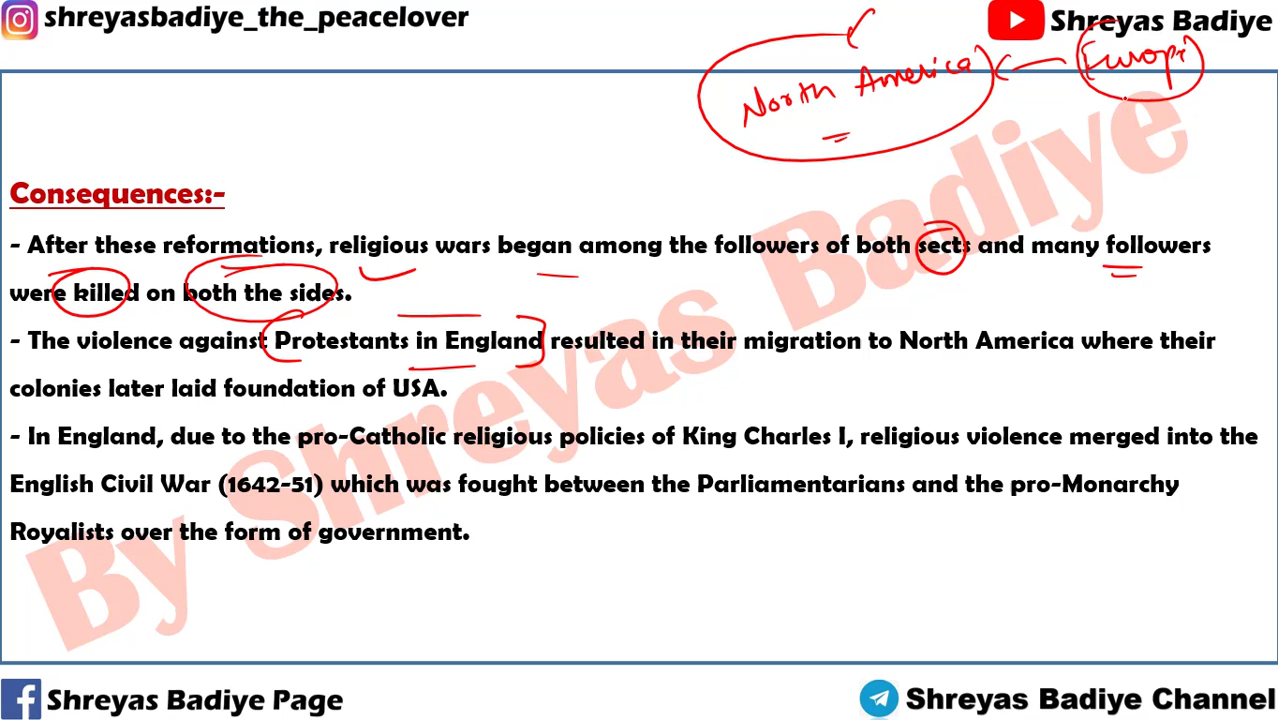 shreyasbadiye_the_peacelover
Shreyas Badiye
North America
Europe
Consequences:-
- After these reformations, religious wars began among the followers of both sects and many followers
were killed on both the sides.
- The violence against Protestants in England resulted in their migration to North America where their
colonies later laid foundation of USA.
- In England, due to the pro-Catholic religious policies of King Charles I, religious violence merged into the
English Civil War (1642-51) which was fought between the Parliamentarians and the pro-Monarchy
Royalists over the form of government.
By Shreyas Badiye
Shreyas Badiye Page
Shreyas Badiye Channel